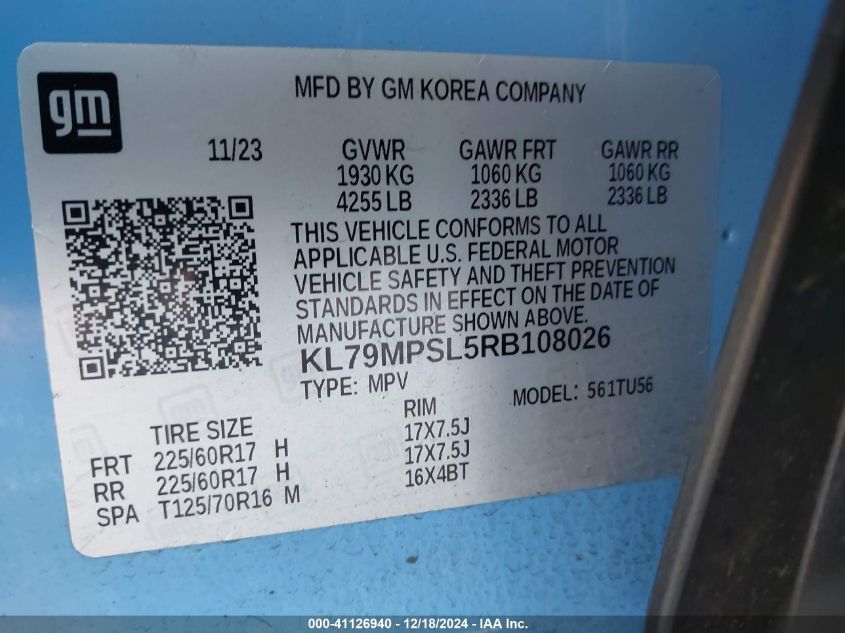 gm
MFD BY GM KOREA COMPANY
11/23 GVWR GAWR FRT GAWR RR
1930 KG 1060 KG 1060 KG
4255 LB 2336 LB 2336 LB
THIS VEHICLE CONFORMS TO ALL
APPLICABLE U.S. FEDERAL MOTOR
VEHICLE SAFETY AND THEFT PREVENTION
STANDARDS IN EFFECT ON THE DATE OF
MANUFACTURE SHOWN ABOVE.
KL79MPSL5RB108026
TYPE: MPV MODEL: 561TU56
TIRE SIZE RIM
FRT 225/60R17 H 17X7.5J
RR 225/60R17 H 17X7.5J
SPA T125/70R16 M 16X4BT
000-41126940 - 12/18/2024 - IAA Inc.